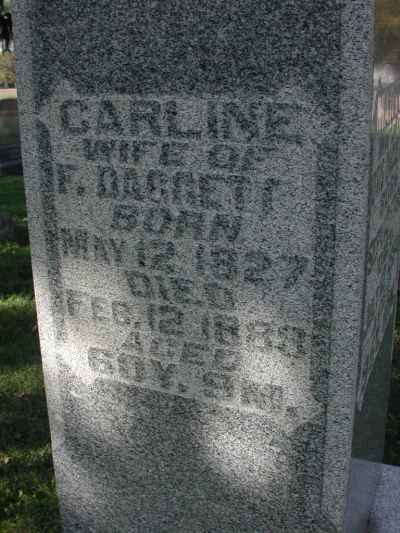 CARLINE
WIFE OF
F. DAGGETT
BORN
MAY 12, 1827
DIED
FEB. 12, 1888
AGED
60Y. 9M.